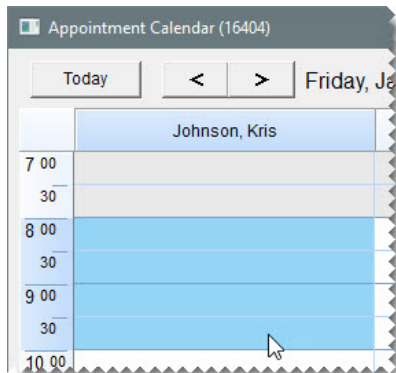 Appointment Calendar (16404)
Today < > Friday, Ja
Johnson, Kris
7 00
30
8 00
30
9 00
30
10 00